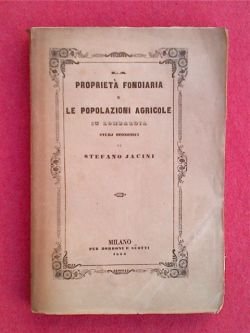 LA
PROPRIETÀ FONDIARIA
E
LE POPOLAZIONI AGRICOLE
IN LOMBARDIA
STUDJ ECONOMICI
DI
STEFANO JACINI
MILANO
PER BORRONI E SCOTTI